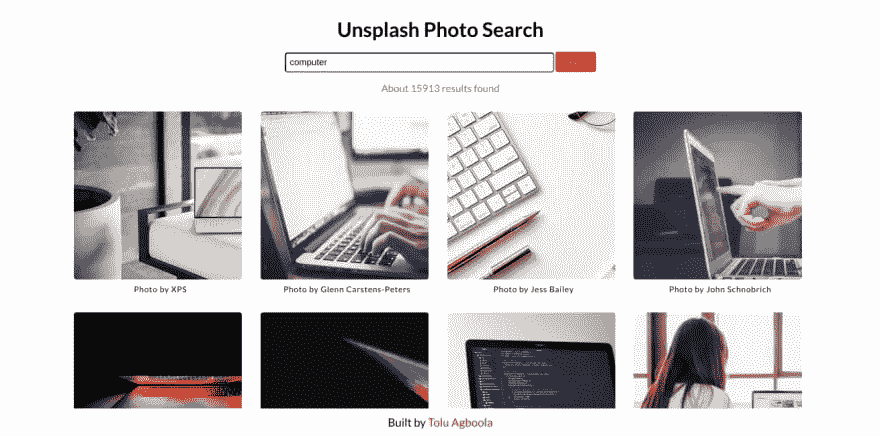 Unsplash Photo Search
computer
About 15913 results found
Photo by XPS
Photo by Glenn Carstens-Peters
Photo by Jess Bailey
Photo by John Schnobrich
Built by Tolu Agboola